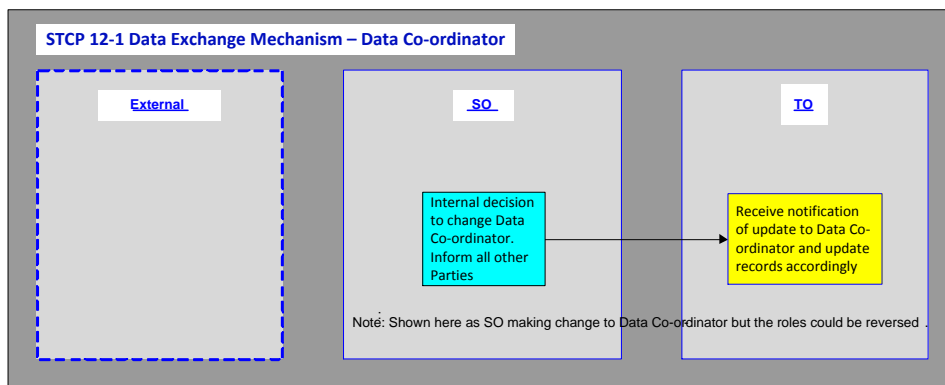 STCP 12-1 Data Exchange Mechanism – Data Co-ordinator
External
SO
TO
Internal decision
to change Data
Co-ordinator.
Inform all other
Parties
Receive notification
of update to Data Co-
ordinator and update
records accordingly
Note: Shown here as SO making change to Data Co-ordinator but the roles could be reversed .